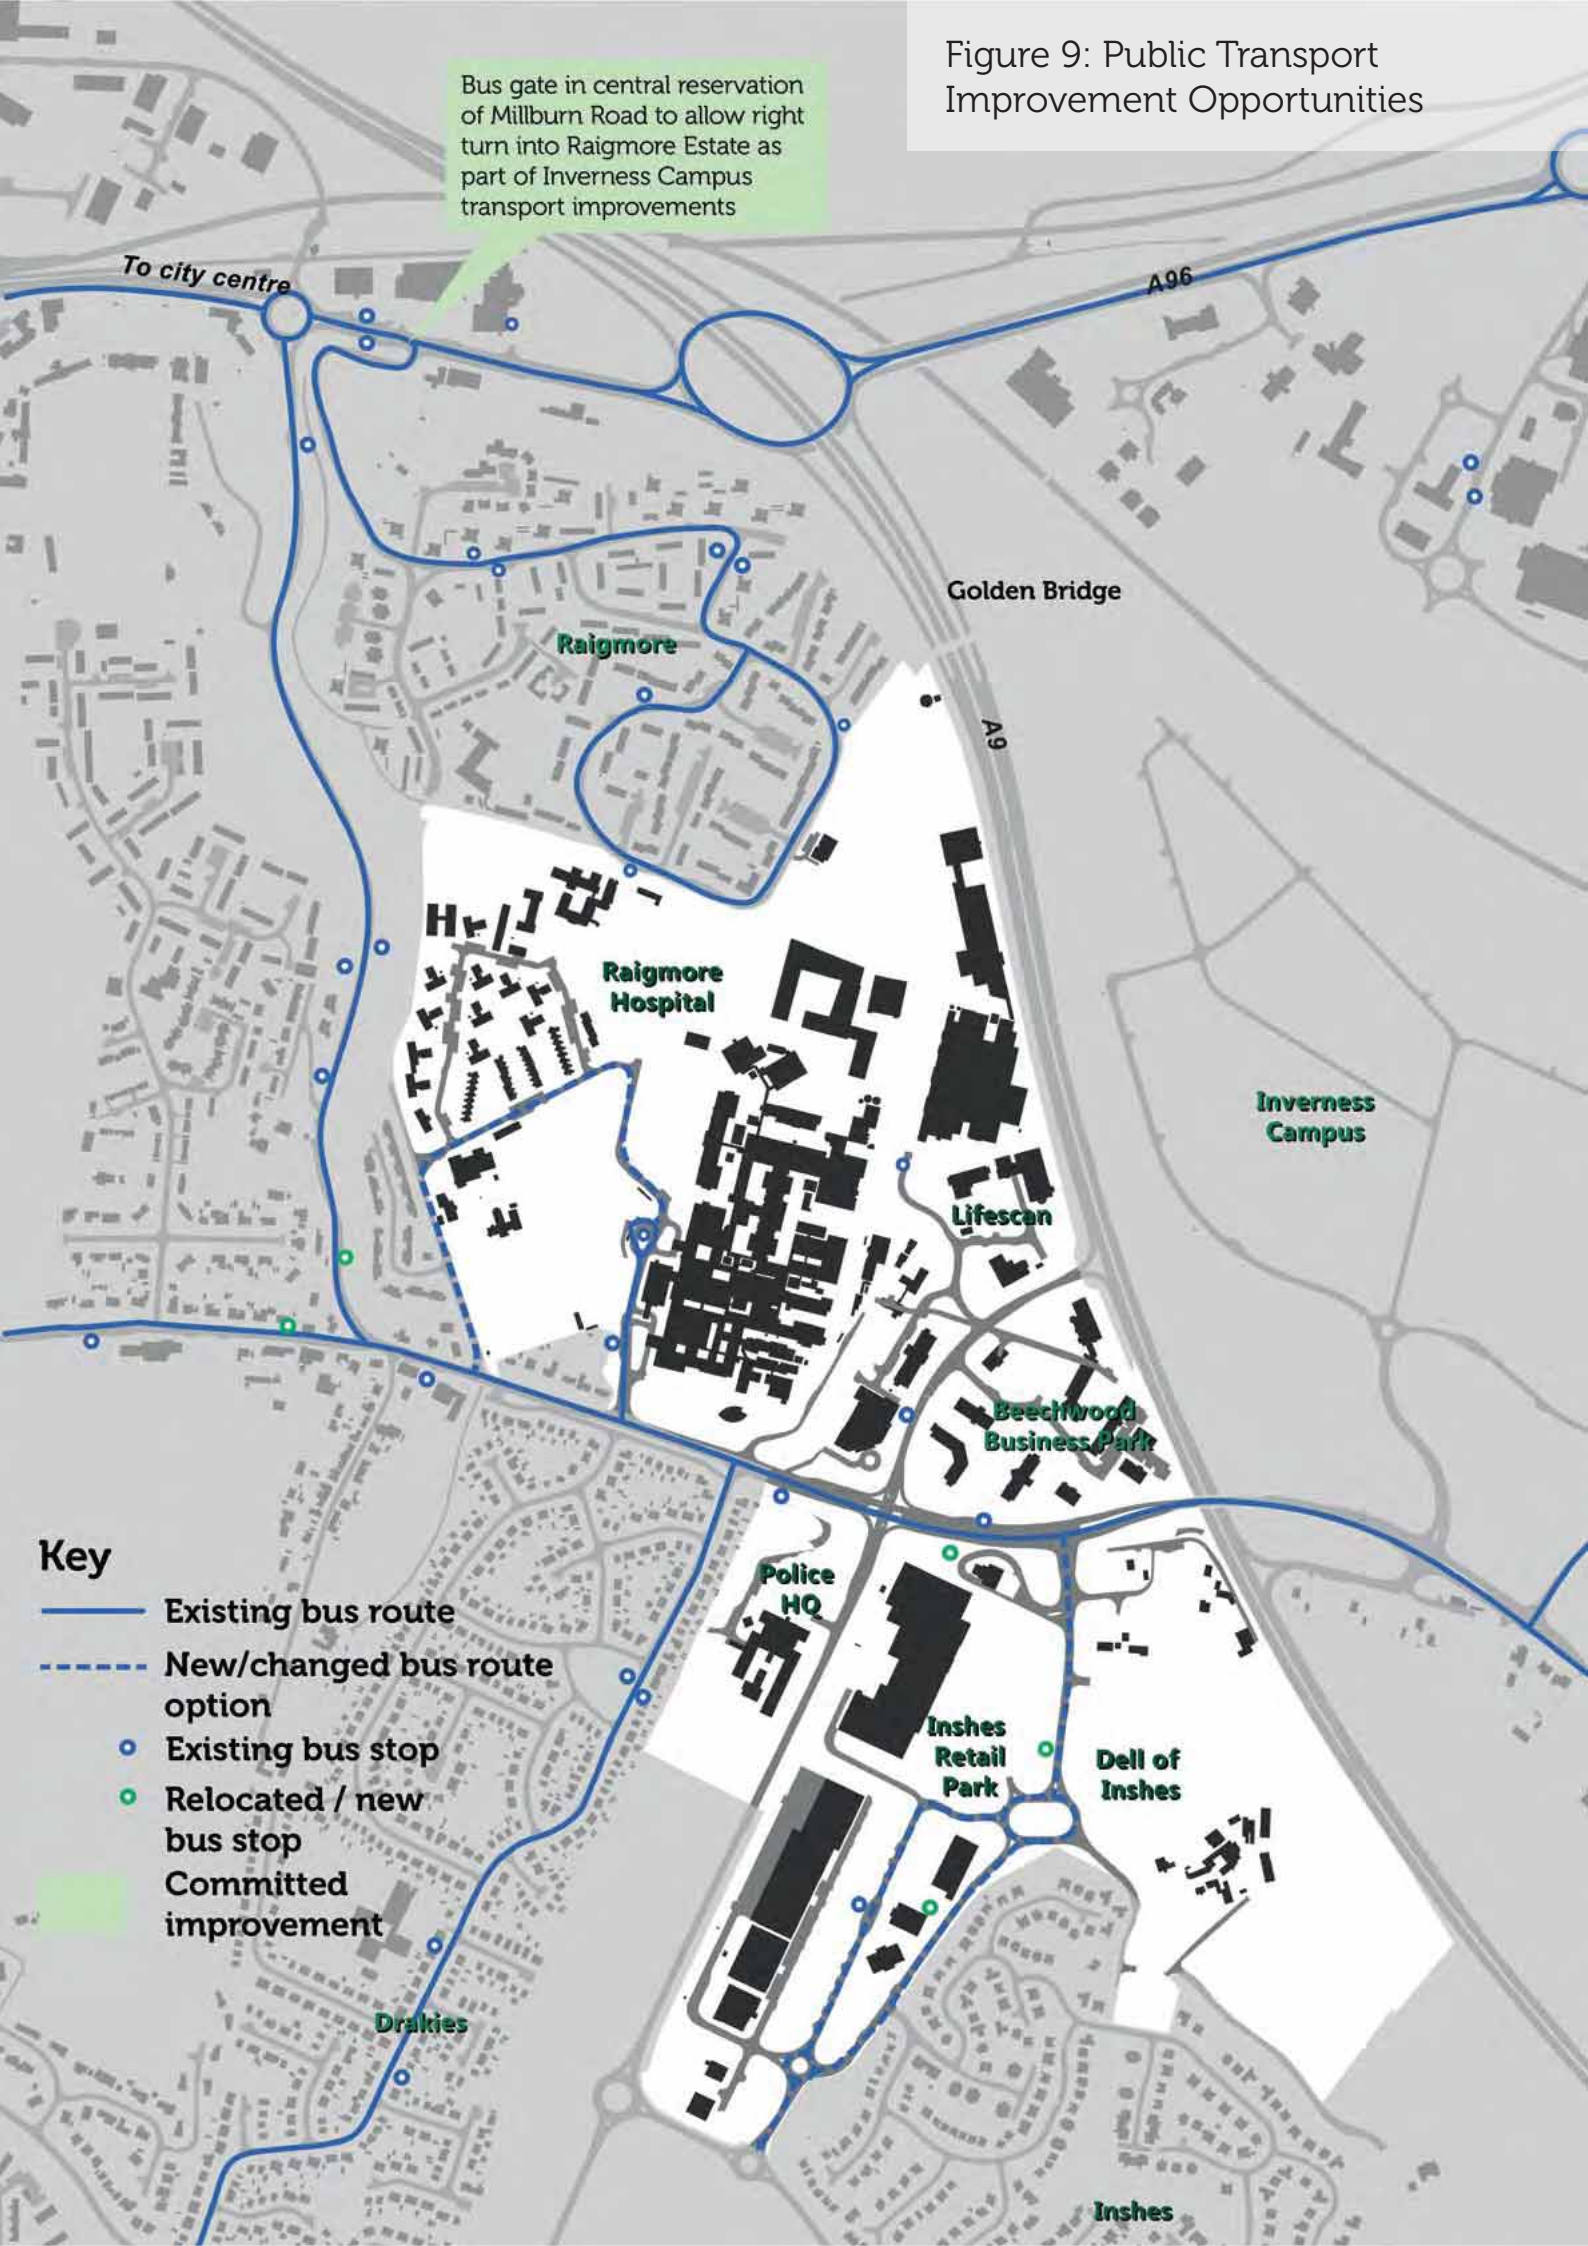 Figure 9: Public Transport
Improvement Opportunities
Bus gate in central reservation
of Millburn Road to allow right
turn into Raigmore Estate as
part of Inverness Campus
transport improvements
To city centre
A96
Golden Bridge
Raigmore
A9
Raigmore
Hospital
Inverness
Campus
Lifescan
Beechwood
Business Park
Police
HQ
Inshes
Retail
Park
Dell of
Inshes
Drakies
Inshes
Key
Existing bus route
New/changed bus route
option
Existing bus stop
Relocated / new
bus stop
Committed
improvement